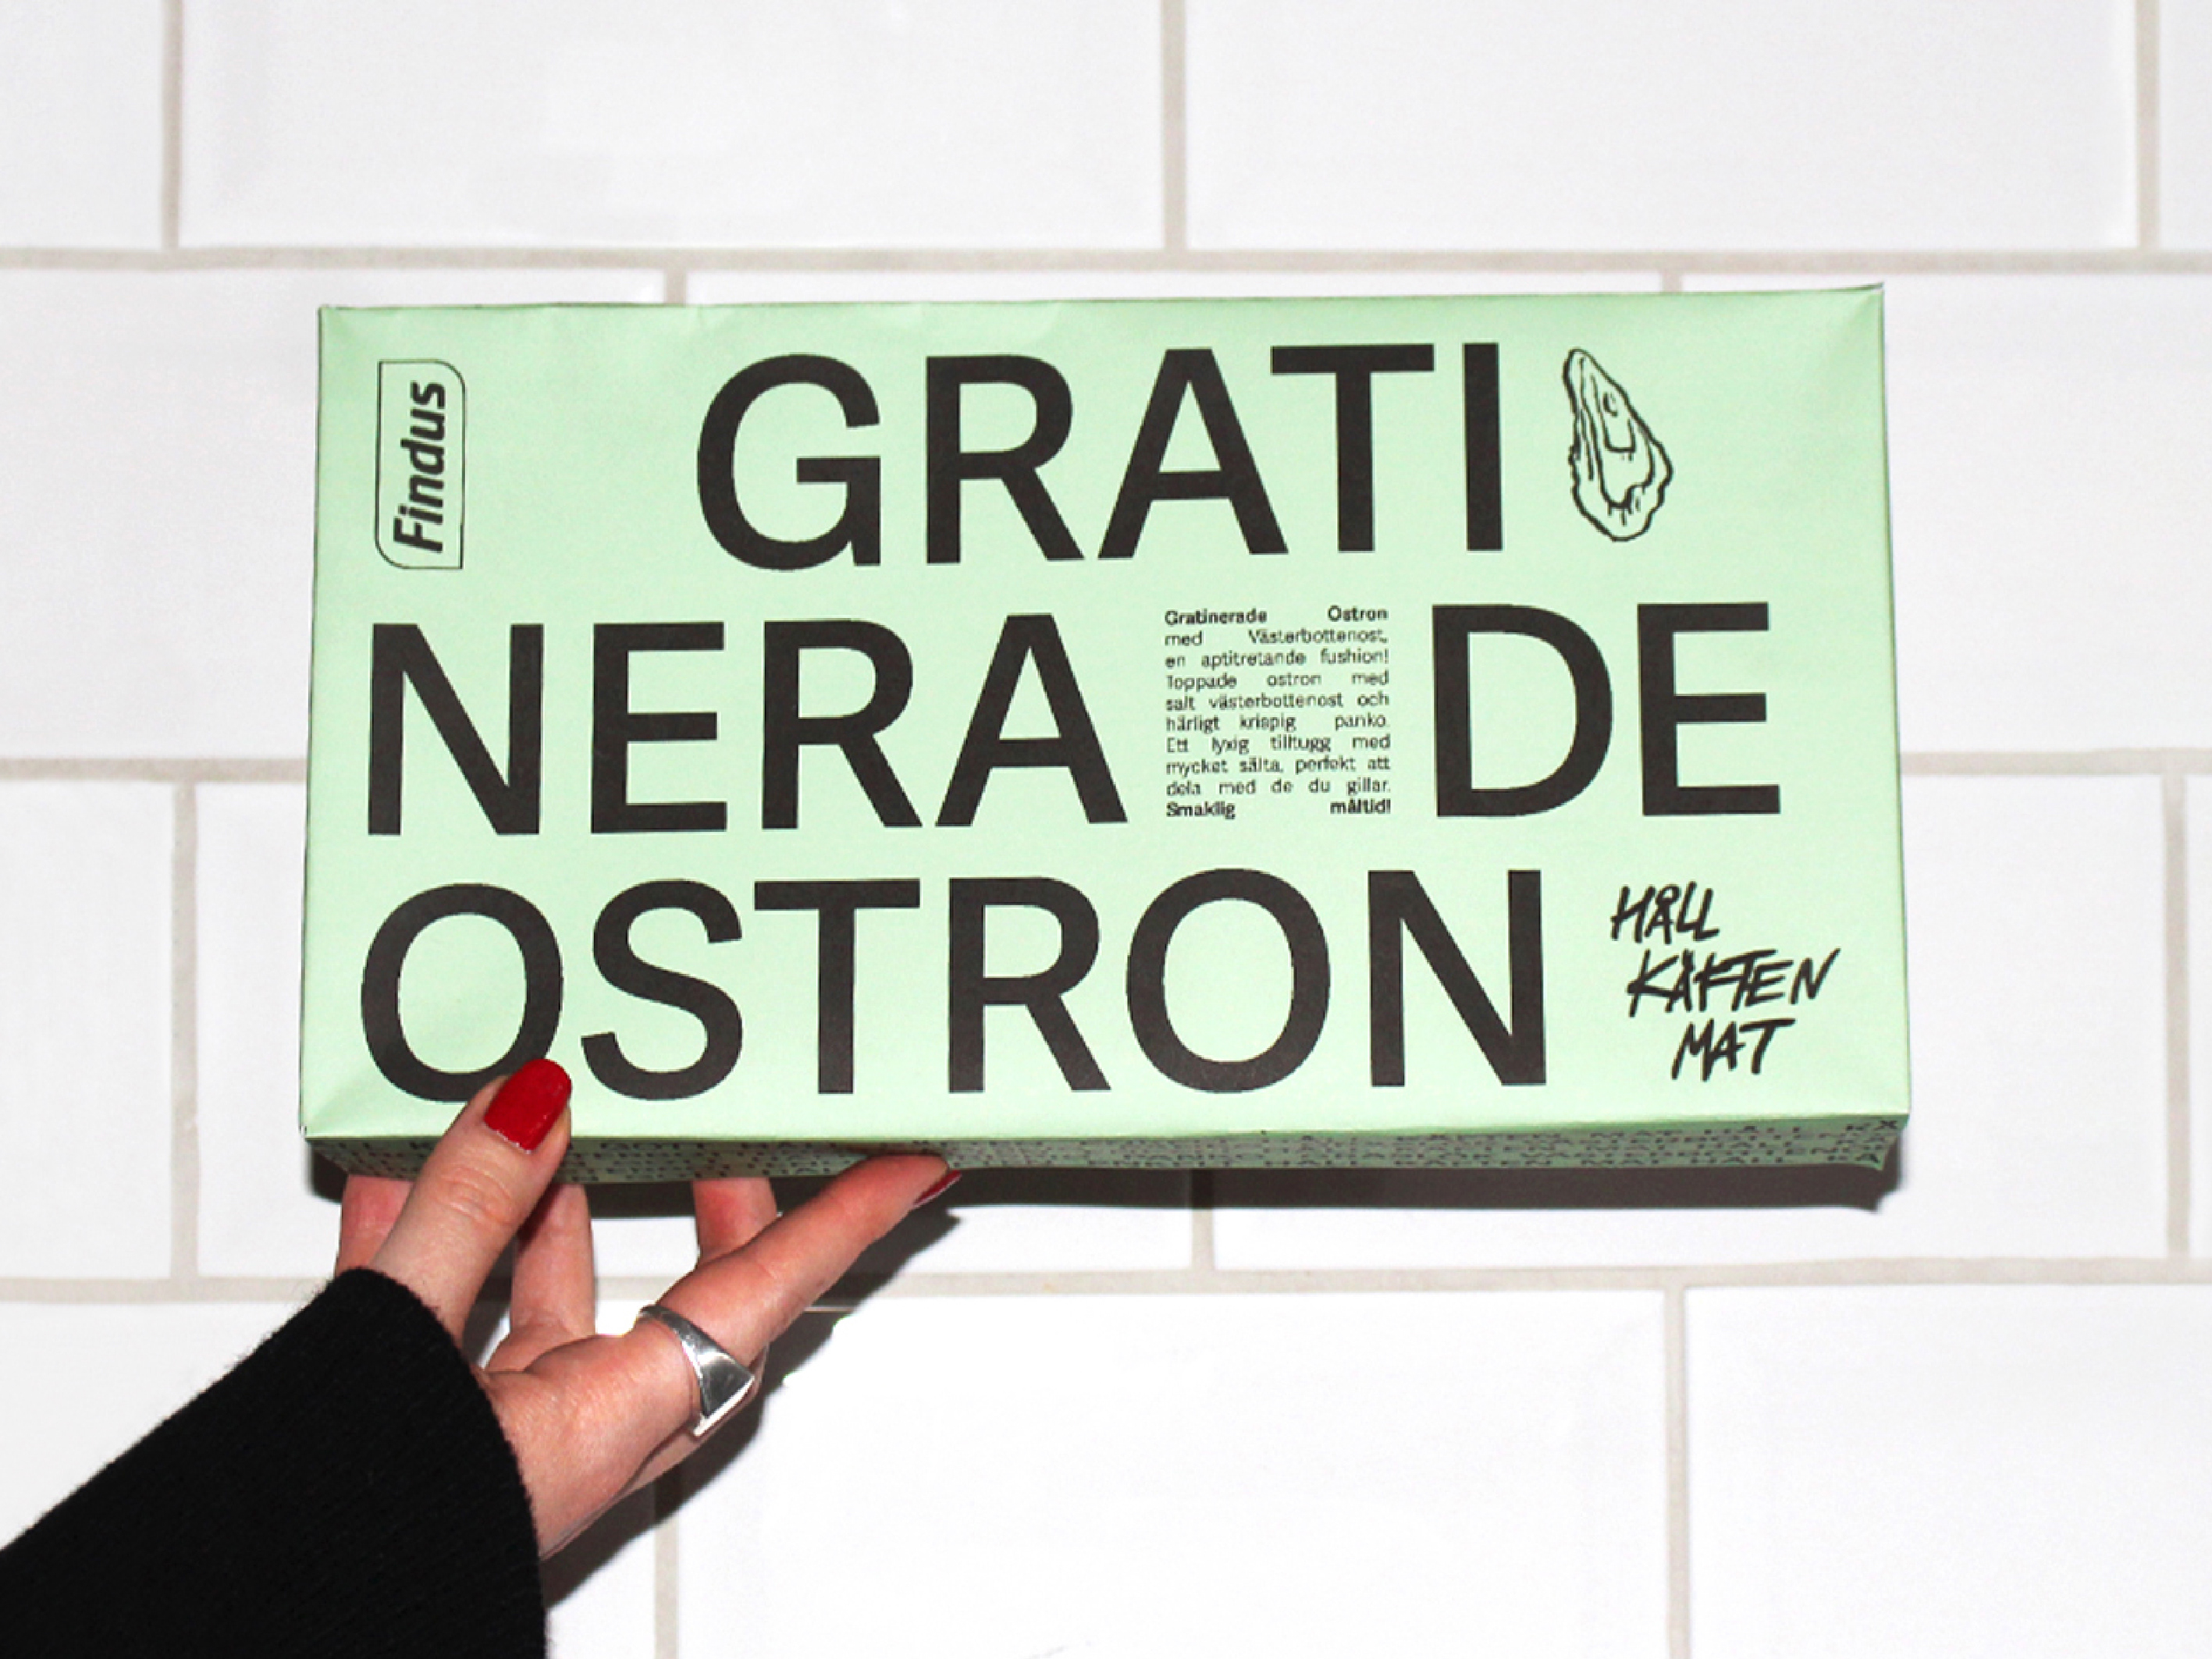 Findus
GRATI
NERA
DE
Gratinerade Ostron
med Västerbottenost,
en aptitretande fushion!
Toppade ostron med
salt västerbottenost och
härligt krispig panko.
Ett lyxig tilltugg med
mycket sälta, perfekt att
dela med de du gillar.
Smaklig måltid!
OSTRON
HÅLL
KÄFTEN
MAT